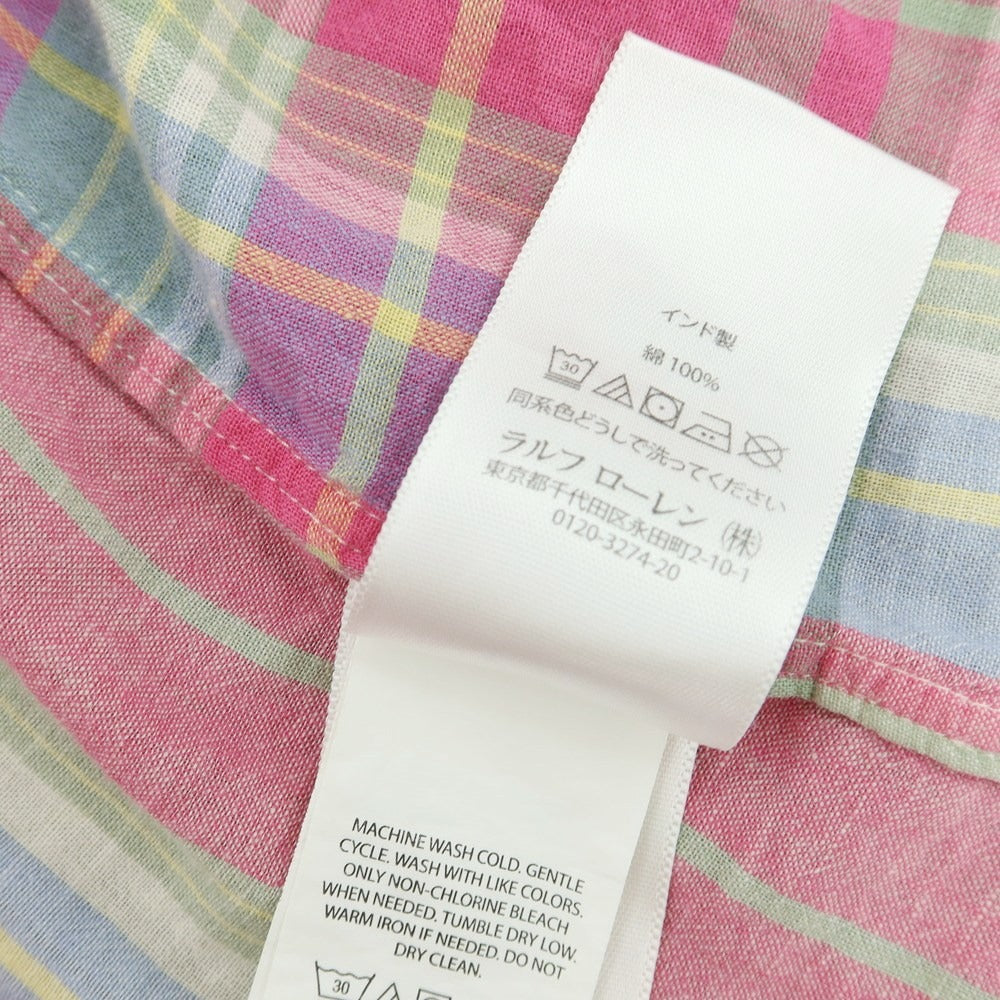 インド製
綿 100%
30
同系色どうしで洗ってください
ラルフ ローレン (株)
東京都千代田区永田町2-10-1
0120-3274-20
MACHINE WASH COLD. GENTLE
CYCLE. WASH WITH LIKE COLORS.
ONLY NON-CHLORINE BLEACH
WHEN NEEDED. TUMBLE DRY LOW.
WARM IRON IF NEEDED. DO NOT
DRY CLEAN.
30